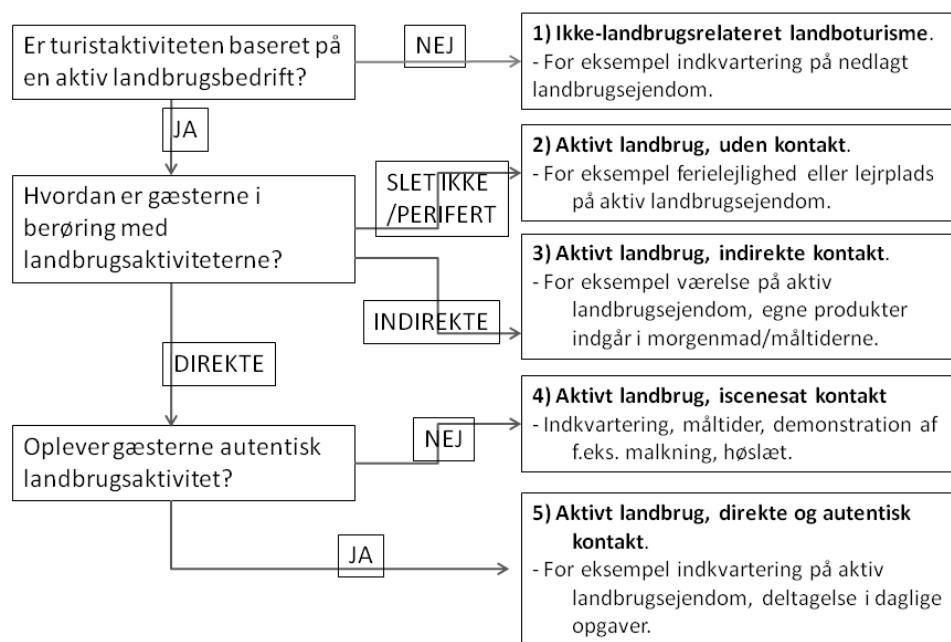 Er turistaktiviteten baseret på
en aktiv landbrugsbedrift?
NEJ
1) Ikke-landbrugsrelateret landboturisme.
- For eksempel indkvartering på nedlagt
landbrugsejendom.
JA
Hvordan er gæsterne i
berøring med
landbrugsaktiviteterne?
SLET IKKE
/PERIFERT
2) Aktivt landbrug, uden kontakt.
- For eksempel ferielejlighed eller lejrplads
på aktiv landbrugsejendom.
INDIREKTE
3) Aktivt landbrug, indirekte kontakt.
- For eksempel værelse på aktiv
landbrugsejendom, egne produkter
indgår i morgenmad/måltiderne.
DIREKTE
Oplever gæsterne autentisk
landbrugsaktivitet?
NEJ
4) Aktivt landbrug, iscenesat kontakt
- Indkvartering, måltider, demonstration af
f.eks. malkning, høslæt.
JA
5) Aktivt landbrug, direkte og autentisk
kontakt.
- For eksempel indkvartering på aktiv
landbrugsejendom, deltagelse i daglige
opgaver.